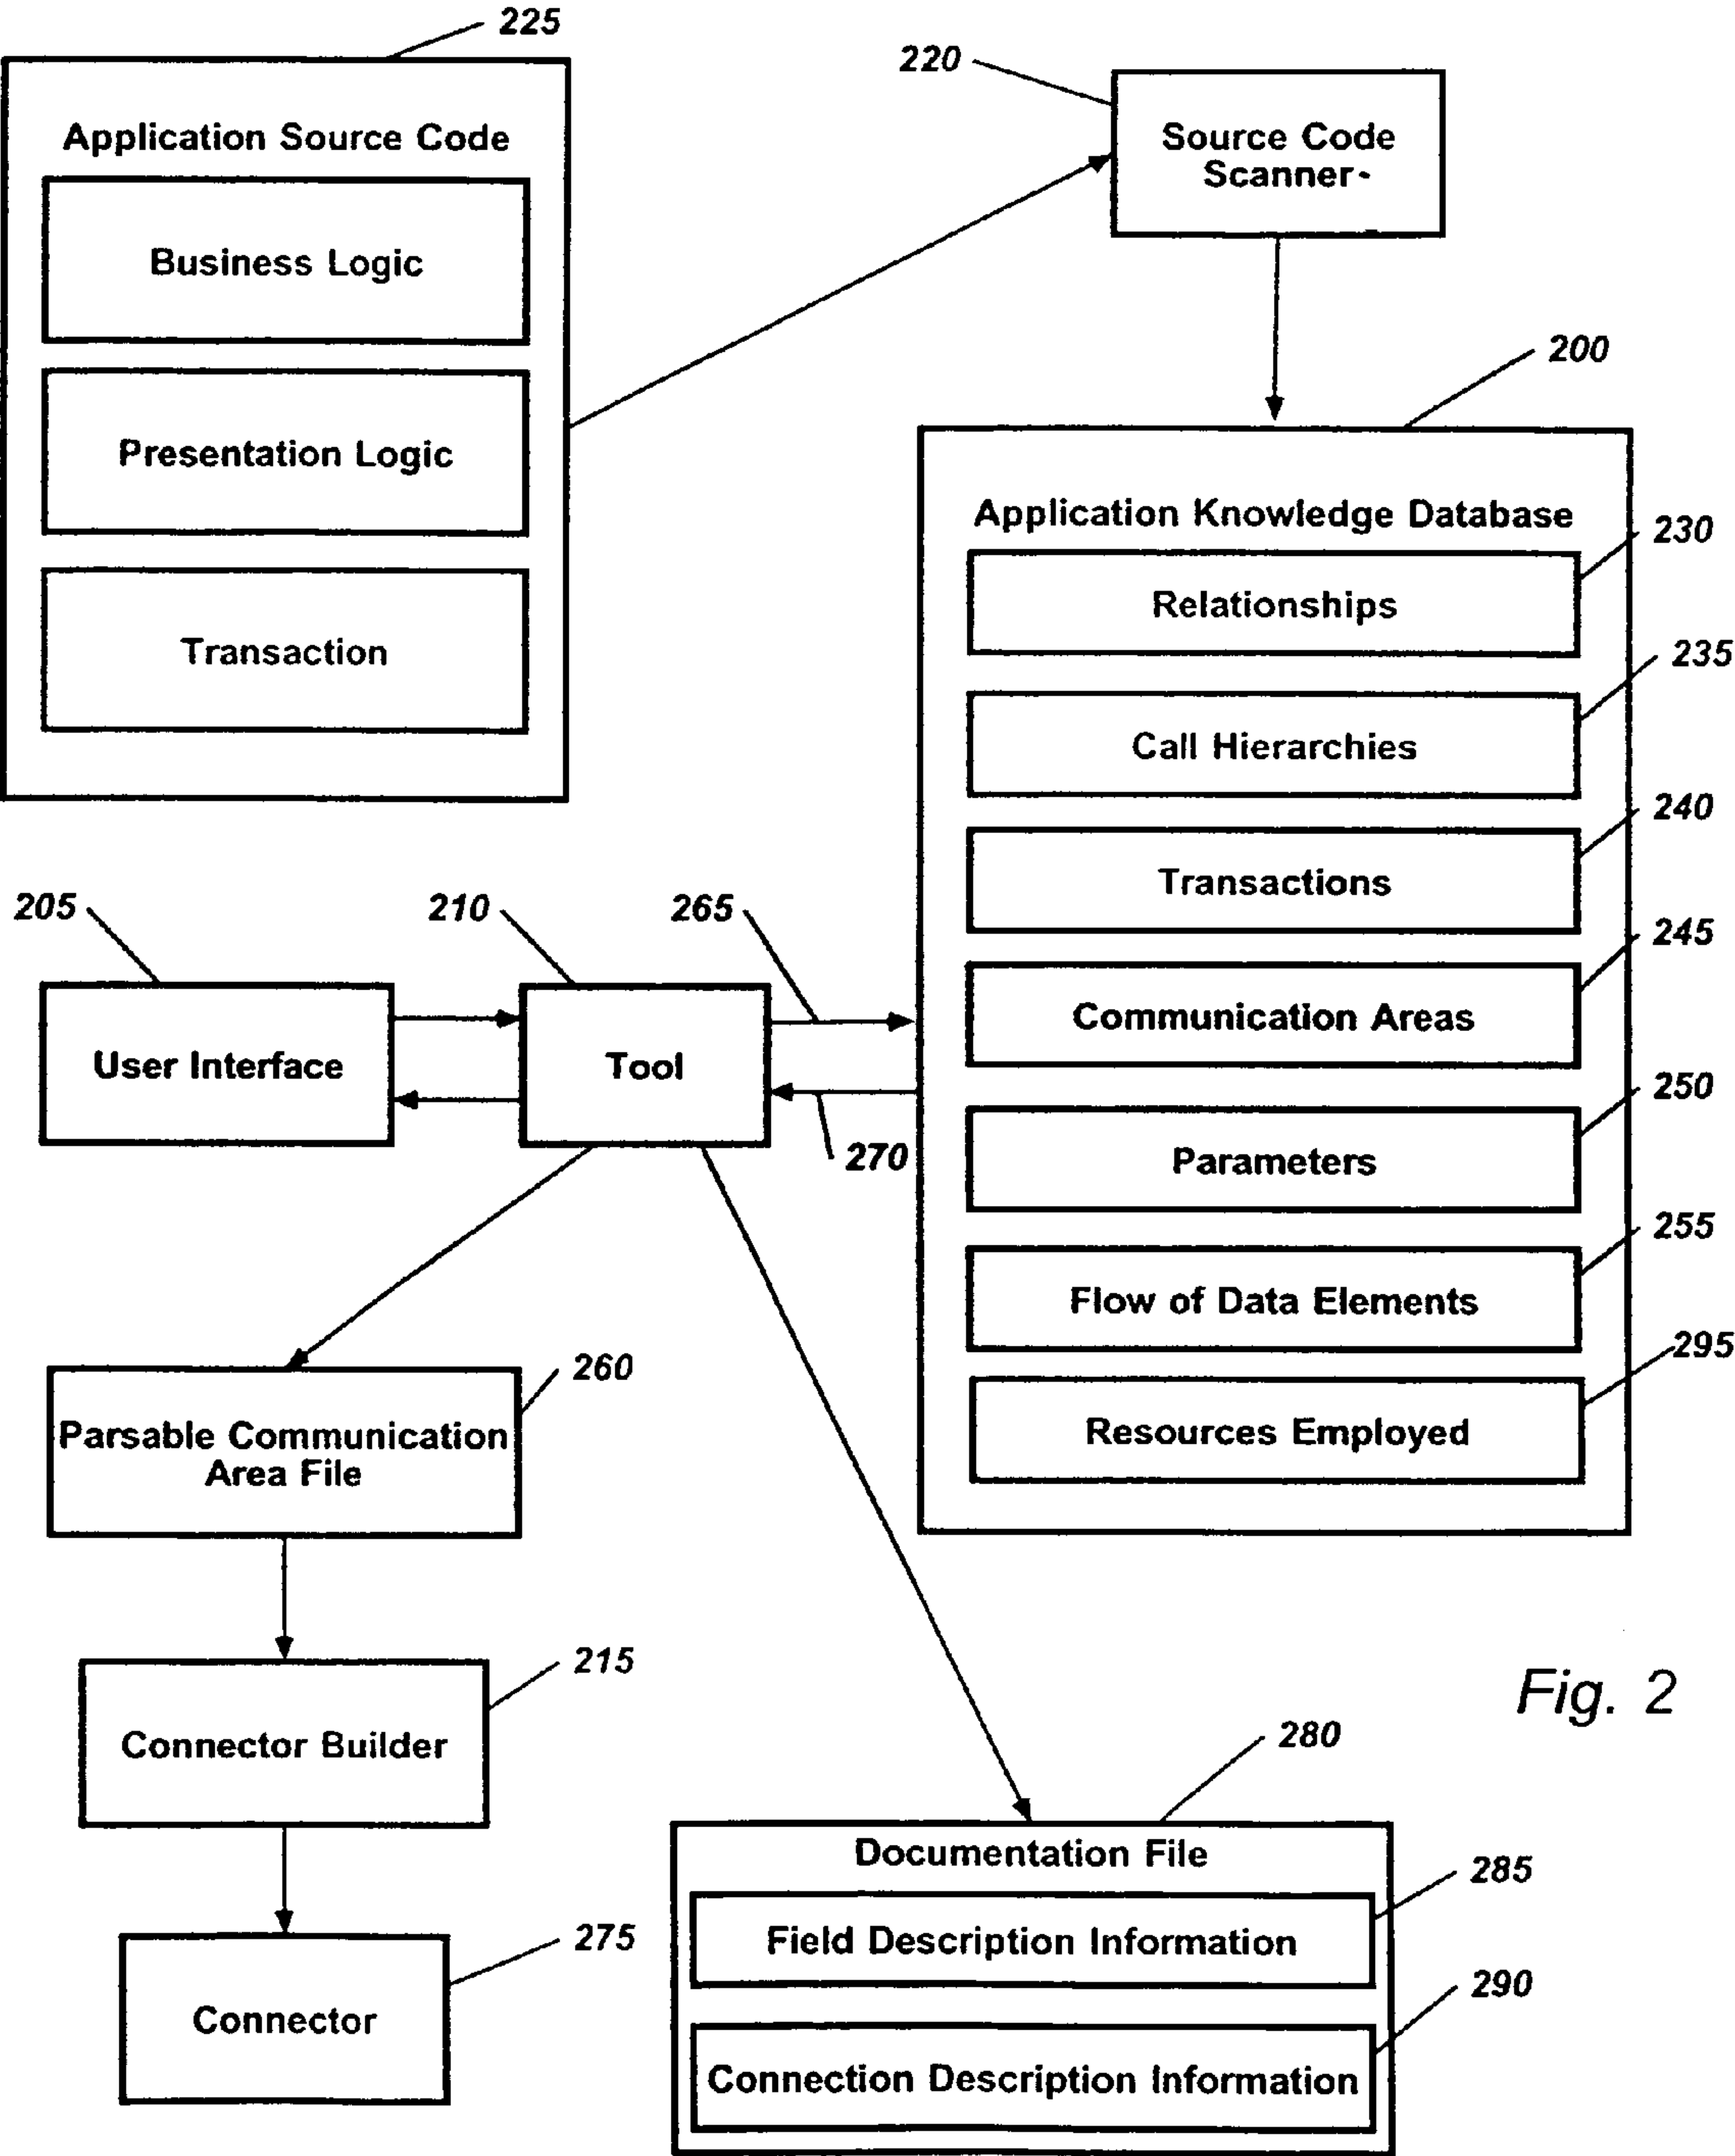 225
Application Source Code
Business Logic
Presentation Logic
Transaction
220
Source Code
Scanner
200
Application Knowledge Database
230
Relationships
235
Call Hierarchies
240
Transactions
245
Communication Areas
250
Parameters
255
Flow of Data Elements
295
Resources Employed
205
User Interface
210
Tool
265
270
260
Parsable Communication
Area File
215
Connector Builder
275
Connector
280
Documentation File
285
Field Description Information
290
Connection Description Information
Fig. 2